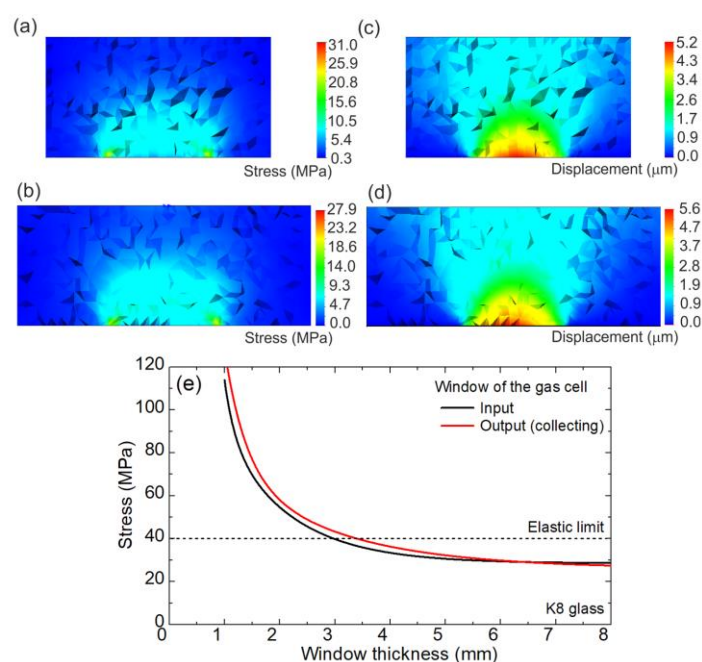 (a)
31.0
25.9
20.8
15.6
10.5
5.4
0.3
Stress (MPa)
(c)
5.2
4.3
3.4
2.6
1.7
0.9
0.0
Displacement (μm)
(b)
27.9
23.2
18.6
14.0
9.3
4.7
0.0
Stress (MPa)
(d)
5.6
4.7
3.7
2.8
1.9
0.9
0.0
Displacement (μm)
(e)
Window of the gas cell
Input
Output (collecting)
Elastic limit
K8 glass
Stress (MPa)
120
100
80
60
40
20
0
0 1 2 3 4 5 6 7 8
Window thickness (mm)